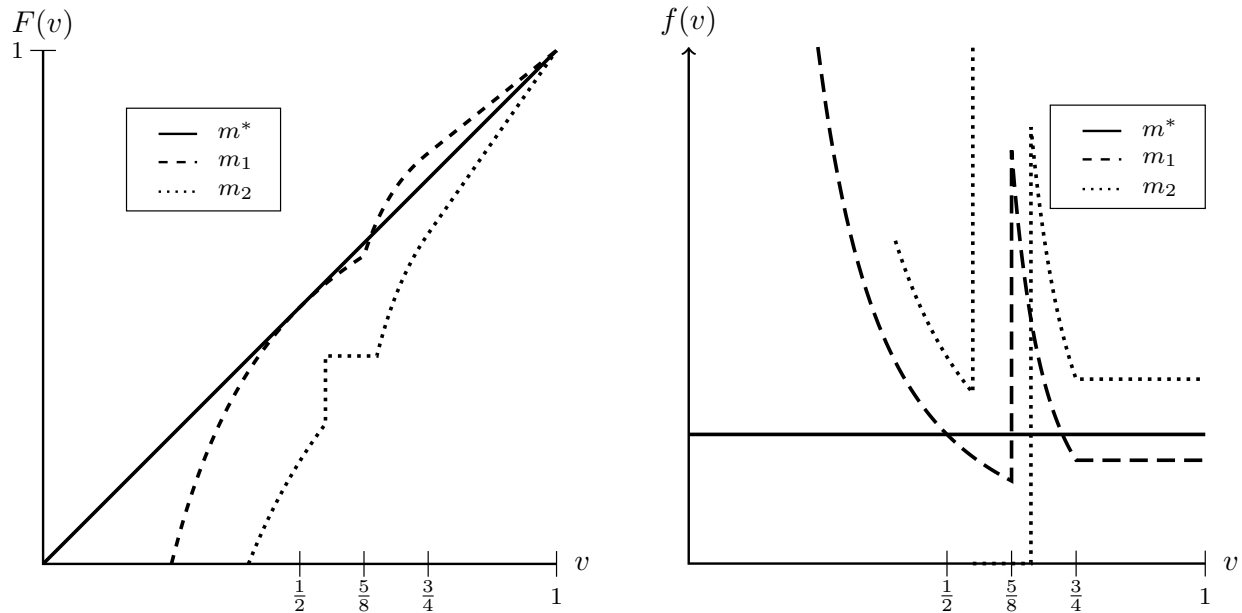 F(v)
1
m*
m₁
m₂
1/2 5/8 3/4 1 v
f(v)
m*
m₁
m₂
1/2 5/8 3/4 1 v